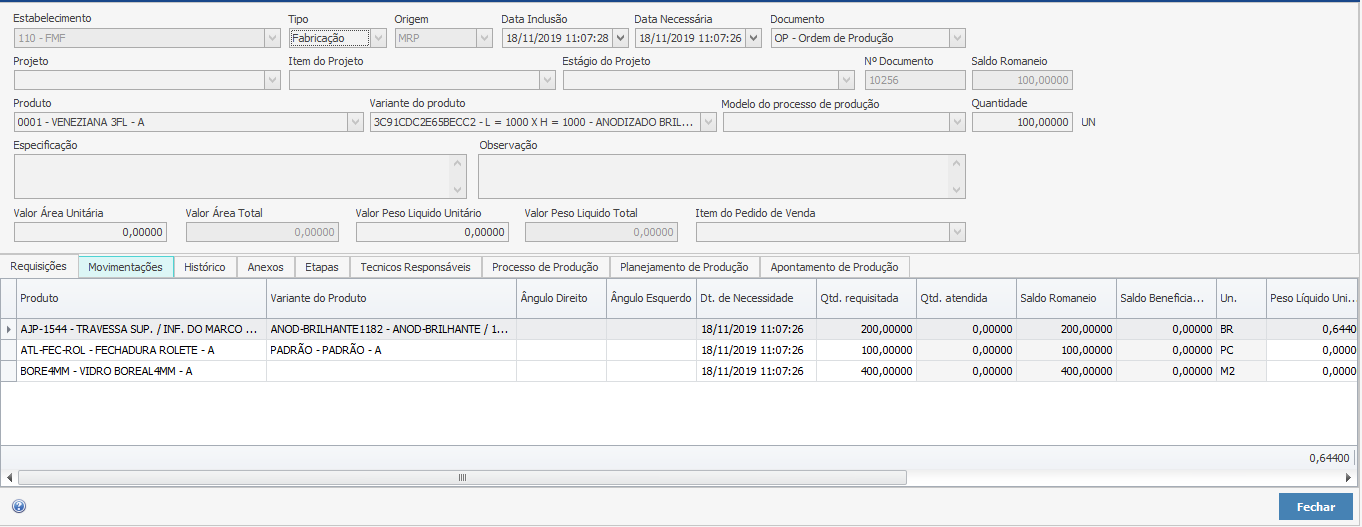 Estabelecimento Tipo Origem Data Inclusão Data Necessária Documento
110 - FMF Fabricação MRP 18/11/2019 11:07:28 18/11/2019 11:07:26 OP - Ordem de Produção
Projeto Item do Projeto Estágio do Projeto Nº Documento Saldo Romaneio
10256 100,00000
Produto Variante do produto Modelo do processo de produção Quantidade
0001 - VENEZIANA 3FL - A 3C91CDC2E65BECC2 - L = 1000 X H = 1000 - ANODIZADO BRIL... 100,00000 UN
Especificação Observação
Valor Área Unitária Valor Área Total Valor Peso Liquido Unitário Valor Peso Liquido Total Item do Pedido de Venda
0,00000 0,00000 0,00000 0,00000
Requisições Movimentações Histórico Anexos Etapas Tecnicos Responsáveis Processo de Produção Planejamento de Produção Apontamento de Produção
Produto Variante do Produto Ângulo Direito Ângulo Esquerdo Dt. de Necessidade Qtd. requisitada Qtd. atendida Saldo Romaneio Saldo Beneficia... Un. Peso Líquido Uni...
AJP-1544 - TRAVESSA SUP. / INF. DO MARCO ... ANOD-BRILHANTE1182 - ANOD-BRILHANTE / 1... 18/11/2019 11:07:26 200,00000 0,00000 200,00000 0,00000 BR 0,6440
ATL-FEC-ROL - FECHADURA ROLETE - A PADRÃO - PADRÃO - A 18/11/2019 11:07:26 100,00000 0,00000 100,00000 0,00000 PC 0,0000
BORE4MM - VIDRO BOREAL4MM - A 18/11/2019 11:07:26 400,00000 0,00000 400,00000 0,00000 M2 0,0000
0,64400
Fechar